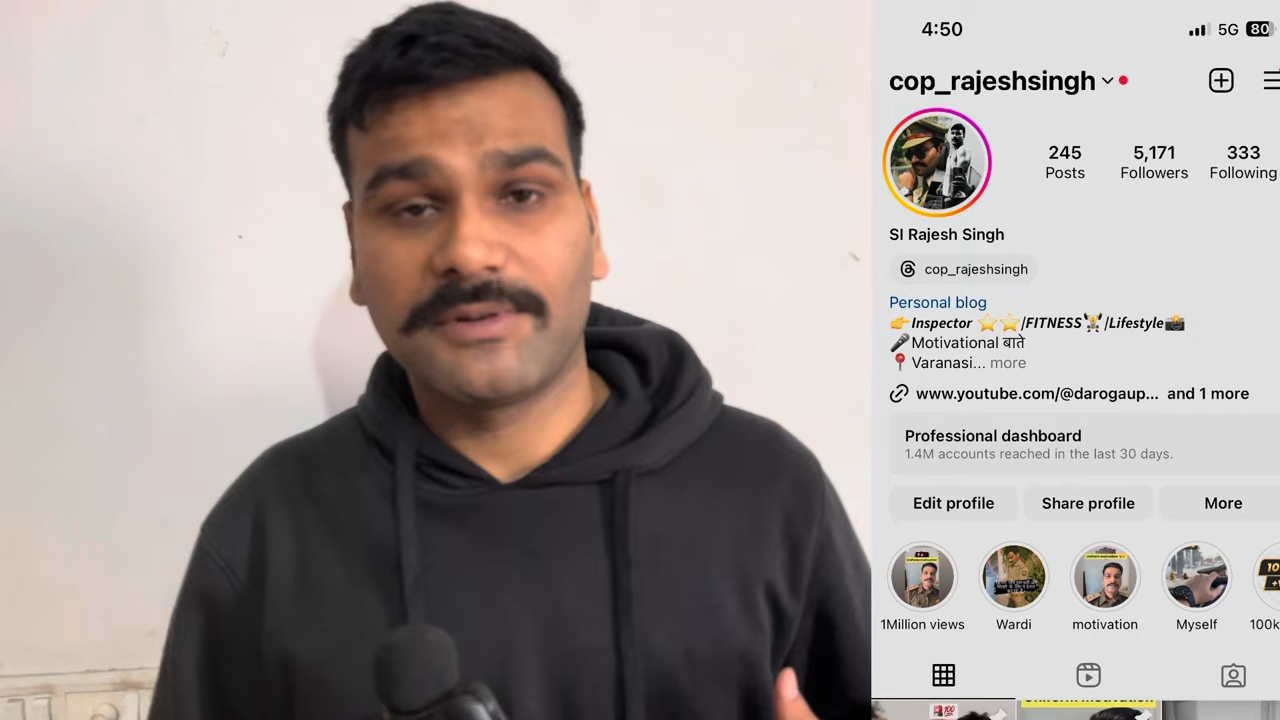 4:50
5G 80
cop_rajeshsingh
245
5,171
333
Posts
Followers
Following
SI Rajesh Singh
cop_rajeshsingh
Personal blog
👉Inspector ⭐⭐/FITNESS🏋/Lifestyle📸
🎤Motivational बाते
📍Varanasi... more
www.youtube.com/@darogaup... and 1 more
Professional dashboard
1.4M accounts reached in the last 30 days.
Edit profile
Share profile
More
1Million views
Wardi
motivation
Myself
100k
💯